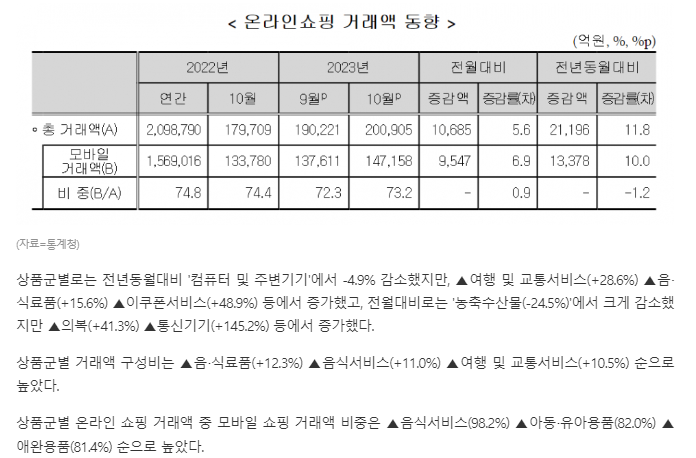 < 온라인쇼핑 거래액 동향 >
(억원, %, %p)
2022년 2023년 전월대비 전년동월대비
연간 10월 9월p 10월p 증감액 증감률(차) 증감액 증감률(차)
ㅇ총 거래액(A) 2,098,790 179,709 190,221 200,905 10,685 5.6 21,196 11.8
모바일
거래액(B) 1,569,016 133,780 137,611 147,158 9,547 6.9 13,378 10.0
비 중(B/A) 74.8 74.4 72.3 73.2 - 0.9 - -1.2
(자료=통계청)
상품군별로는 전년동월대비 '컴퓨터 및 주변기기'에서 -4.9% 감소했지만, ▲여행 및 교통서비스(+28.6%) ▲음·
식료품(+15.6%) ▲이쿠폰서비스(+48.9%) 등에서 증가했고, 전월대비로는 '농축수산물(-24.5%)'에서 크게 감소했
지만 ▲의복(+41.3%) ▲통신기기(+145.2%) 등에서 증가했다.
상품군별 거래액 구성비는 ▲음·식료품(+12.3%) ▲음식서비스(+11.0%) ▲여행 및 교통서비스(+10.5%) 순으로
높았다.
상품군별 온라인 쇼핑 거래액 중 모바일 쇼핑 거래액 비중은 ▲음식서비스(98.2%) ▲아동·유아용품(82.0%) ▲
애완용품(81.4%) 순으로 높았다.